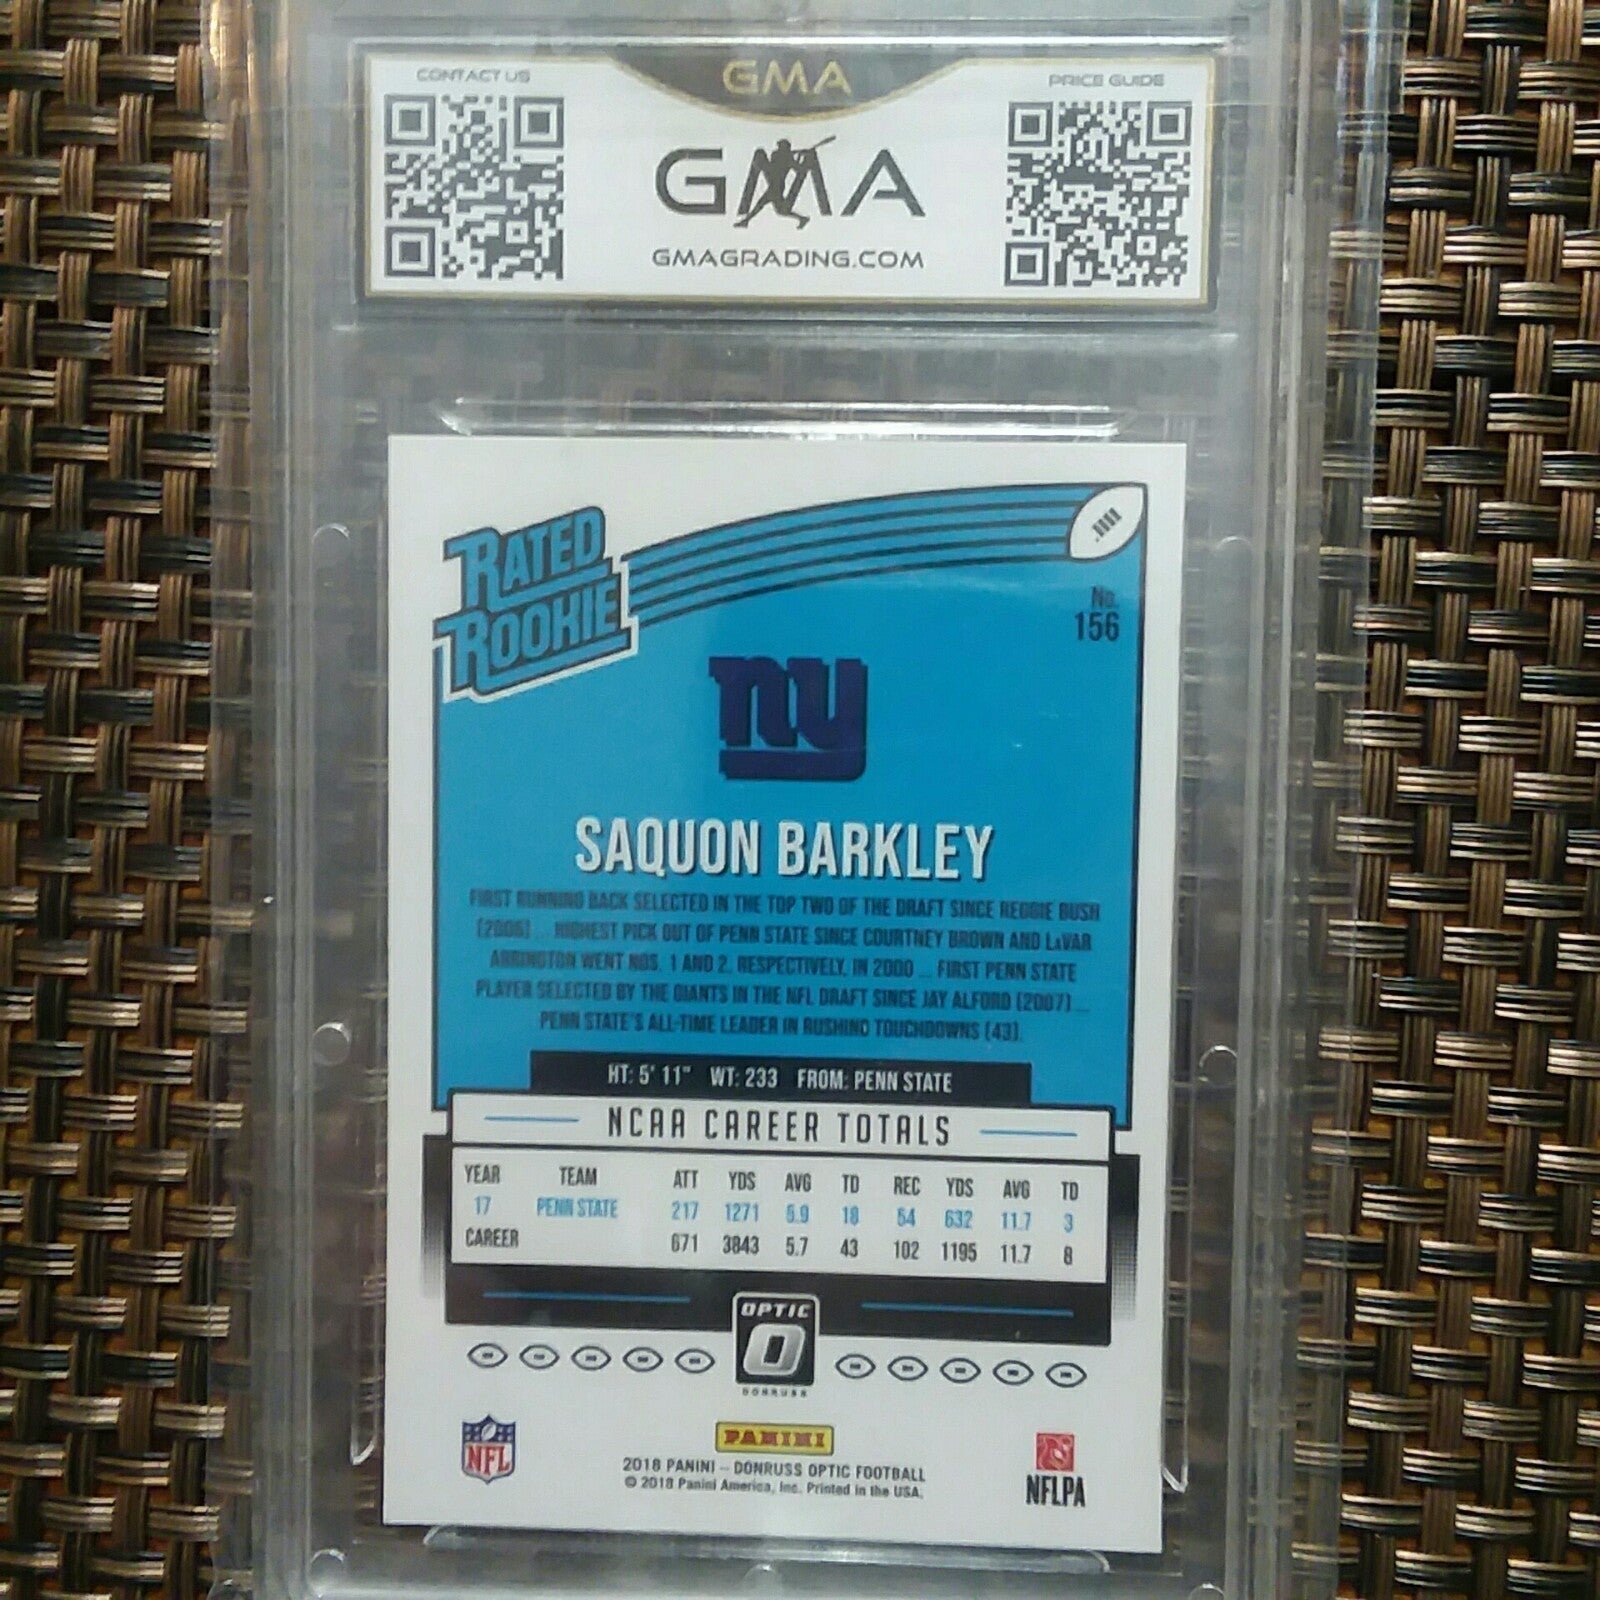 CONTACT US
GMA
PRICE GUIDE
GMA
GMAGRADING.COM
RATED
ROOKIE
No.
156
ny
SAQUON BARKLEY
FIRST RUNNING BACK SELECTED IN THE TOP TWO OF THE DRAFT SINCE REGGIE BUSH
(2006) ... HIGHEST PICK OUT OF PENN STATE SINCE COURTNEY BROWN AND LaVAR
ARRINGTON WENT NOS. 1 AND 2, RESPECTIVELY, IN 2000 ... FIRST PENN STATE
PLAYER SELECTED BY THE GIANTS IN THE NFL DRAFT SINCE JAY ALFORD (2007) ...
PENN STATE'S ALL-TIME LEADER IN RUSHING TOUCHDOWNS (43).
HT: 5' 11" WT: 233 FROM: PENN STATE
NCAA CAREER TOTALS
YEAR TEAM ATT YDS AVG TD REC YDS AVG TD
17 PENN STATE 217 1271 5.9 18 54 632 11.7 3
CAREER 671 3843 5.7 43 102 1195 11.7 8
OPTIC
O
DONRUSS
NFL
PANINI
2018 PANINI – DONRUSS OPTIC FOOTBALL
© 2018 Panini America, Inc. Printed in the USA.
NFLPA